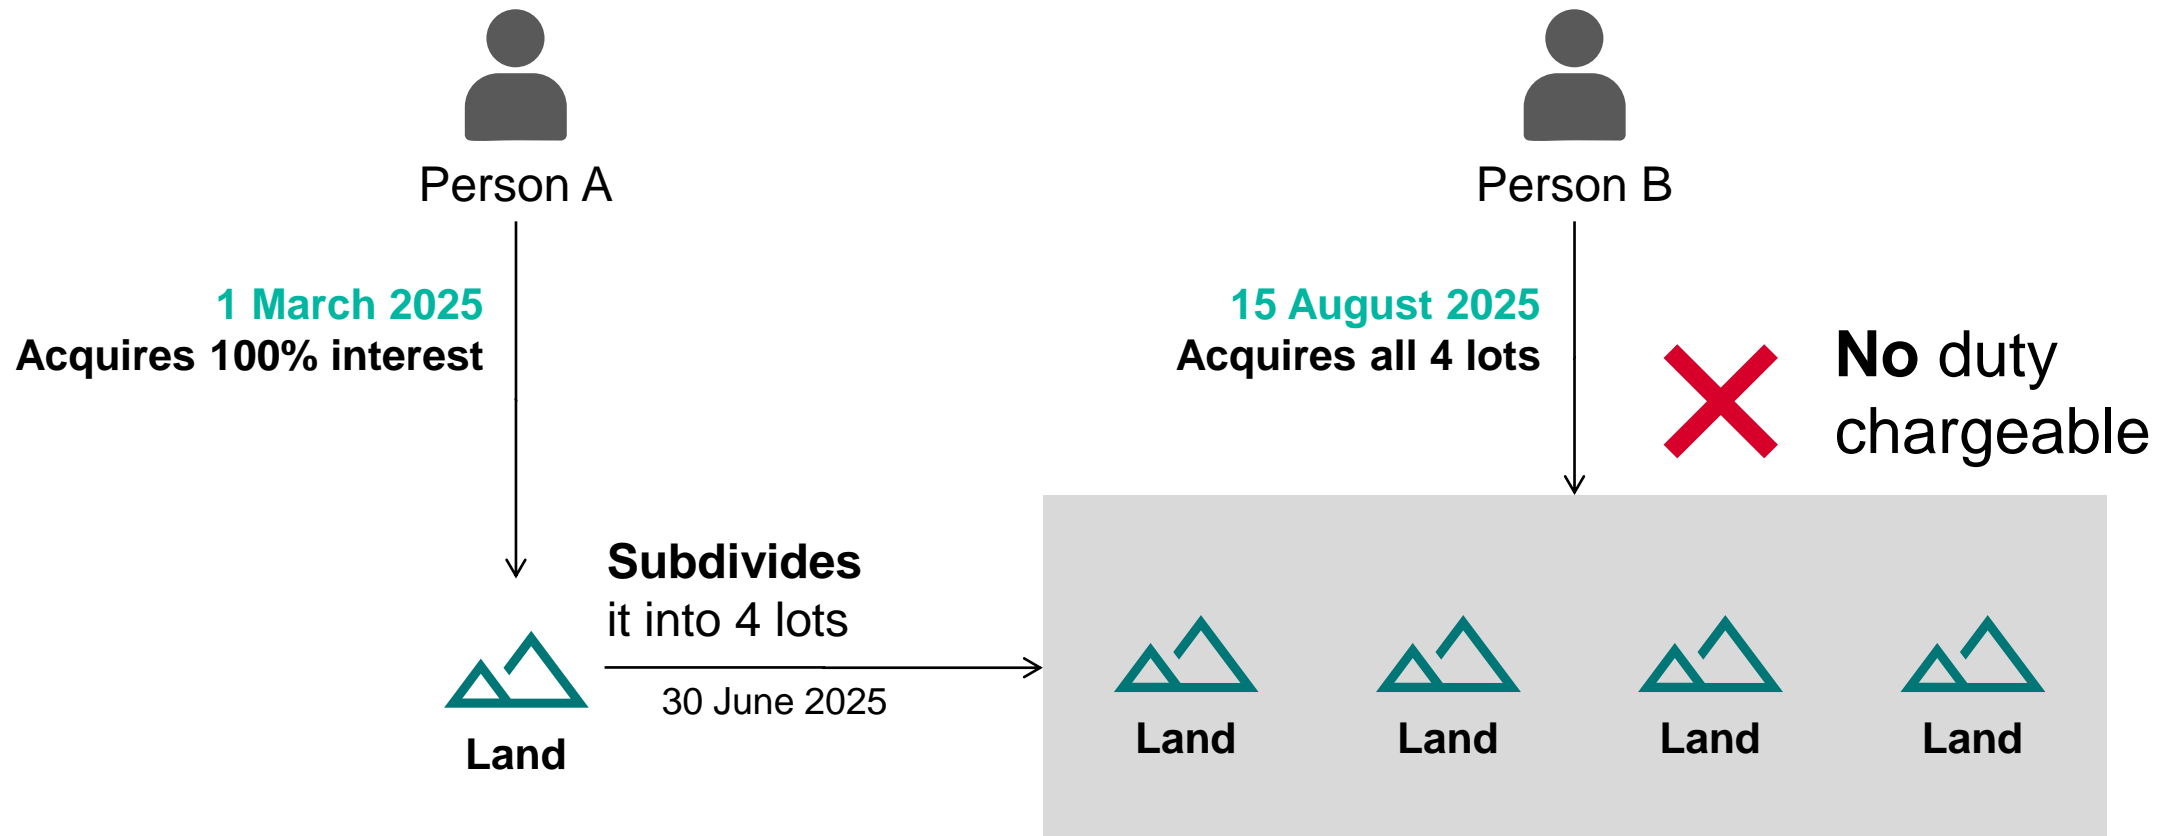 Person A
1 March 2025
Acquires 100% interest
Subdivides
it into 4 lots
30 June 2025
Land
Person B
15 August 2025
Acquires all 4 lots
No duty
chargeable
Land
Land
Land
Land